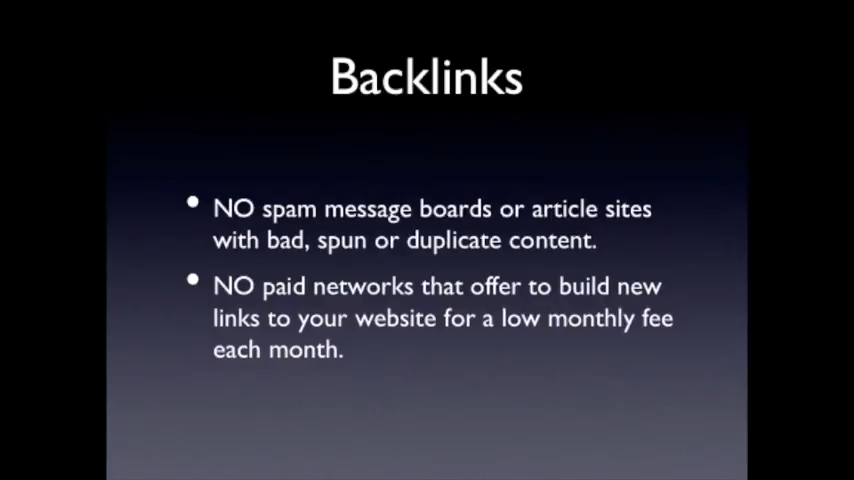 Backlinks
• NO spam message boards or article sites
with bad, spun or duplicate content.
• NO paid networks that offer to build new
links to your website for a low monthly fee
each month.